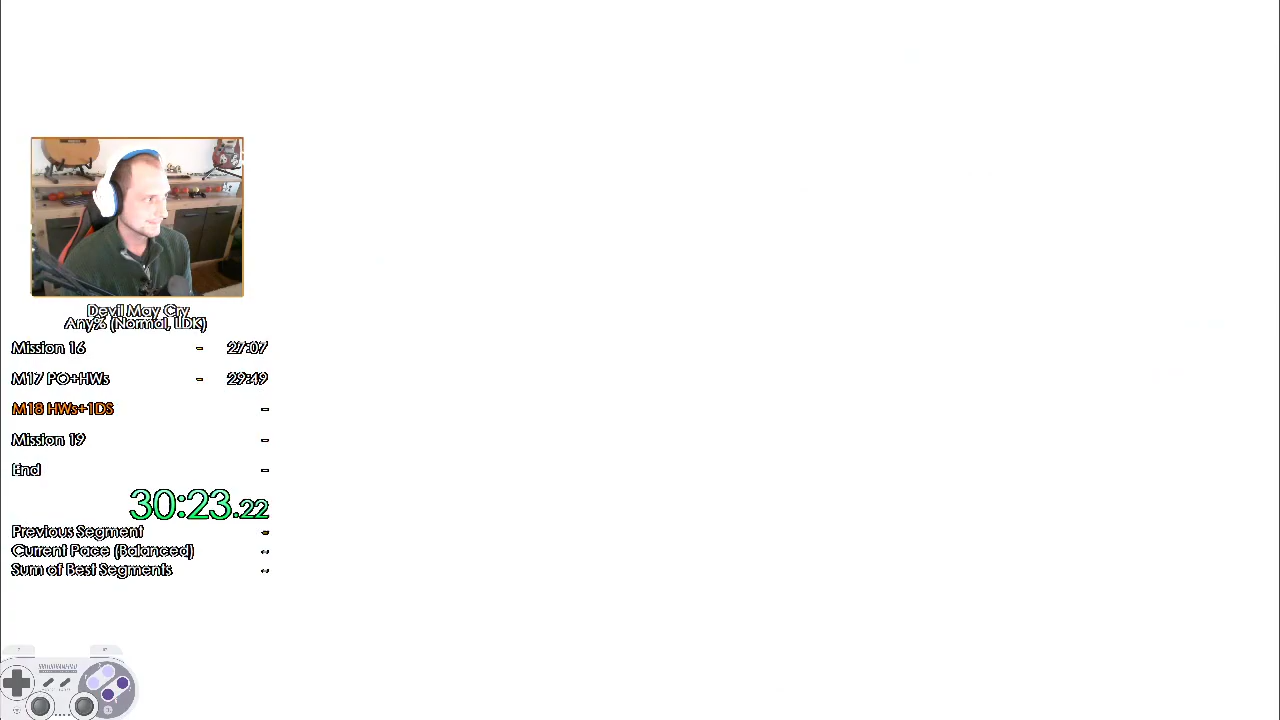 Devil May Cry
Any% (Normal, LDK)
Mission 16 - 27:07
M17 PO+HWs - 29:49
M18 HWs+1DS -
Mission 19 -
End -
30:23.22
Previous Segment -
Current Pace (Balanced) -
Sum of Best Segments -